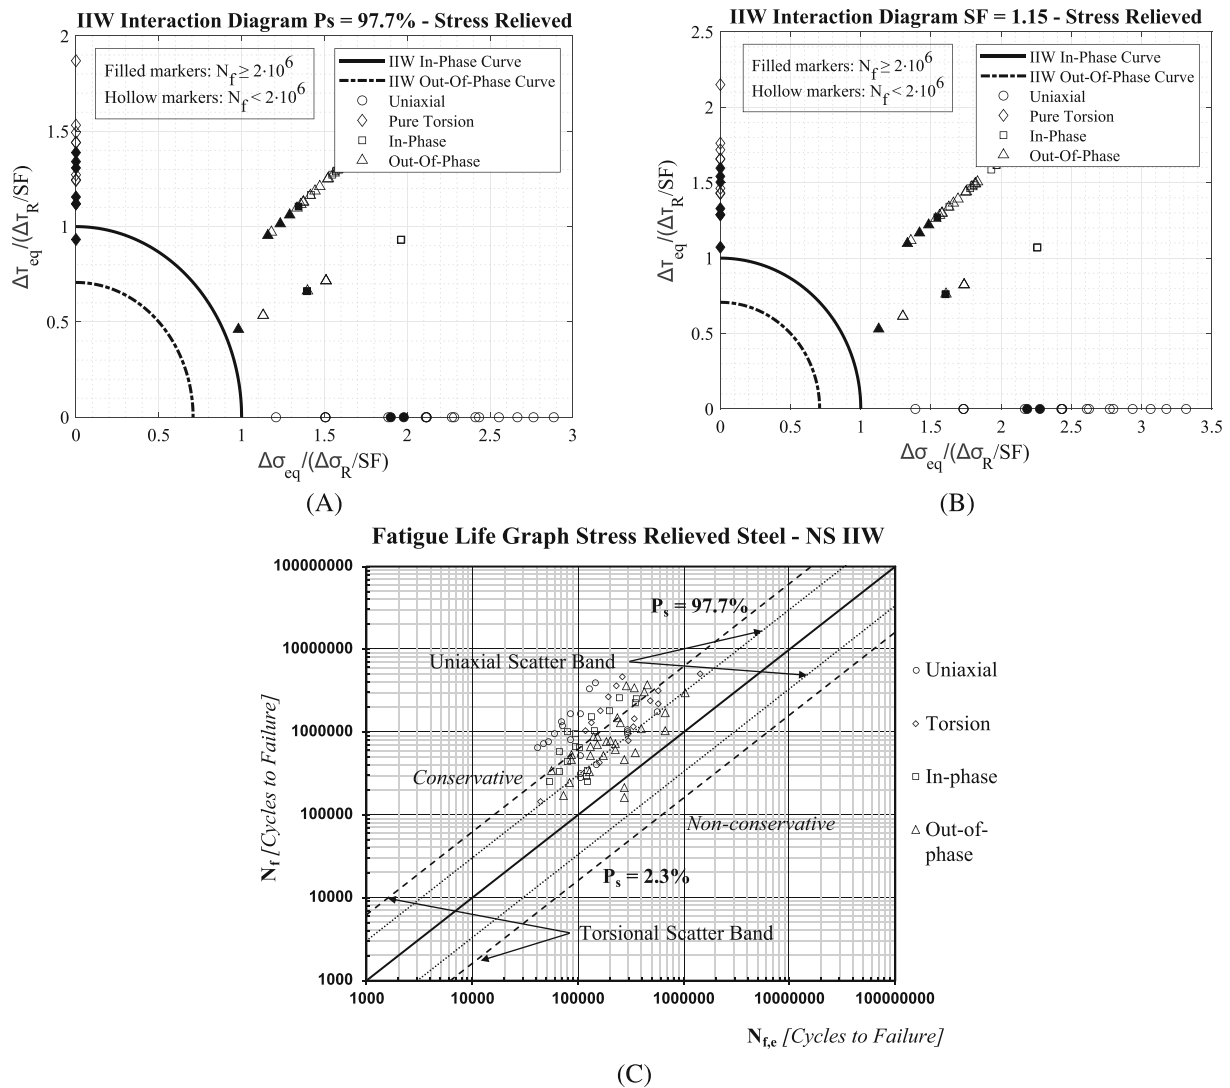 IIW Interaction Diagram Ps = 97.7% - Stress Relieved
Filled markers: N_f ≥ 2·10^6
Hollow markers: N_f < 2·10^6
IIW In-Phase Curve
IIW Out-Of-Phase Curve
Uniaxial
Pure Torsion
In-Phase
Out-Of-Phase
2
1.5
1
0.5
0
0
0.5
1
1.5
2
2.5
3
Δτ_eq/(Δτ_R/SF)
Δσ_eq/(Δσ_R/SF)
(A)
IIW Interaction Diagram SF = 1.15 - Stress Relieved
Filled markers: N_f ≥ 2·10^6
Hollow markers: N_f < 2·10^6
IIW In-Phase Curve
IIW Out-Of-Phase Curve
Uniaxial
Pure Torsion
In-Phase
Out-Of-Phase
2.5
2
1.5
1
0.5
0
0
0.5
1
1.5
2
2.5
3
3.5
Δτ_eq/(Δτ_R/SF)
Δσ_eq/(Δσ_R/SF)
(B)
Fatigue Life Graph Stress Relieved Steel - NS IIW
100000000
10000000
1000000
100000
10000
1000
N_f [Cycles to Failure]
P_s = 97.7%
Uniaxial Scatter Band
Conservative
Non-conservative
P_s = 2.3%
Torsional Scatter Band
Uniaxial
Torsion
In-phase
Out-of-
phase
1000
10000
100000
1000000
10000000
100000000
N_f,e [Cycles to Failure]
(C)